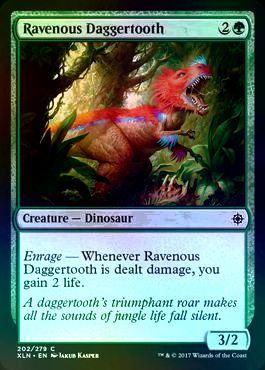 Ravenous Daggertooth 2
Creature — Dinosaur
Enrage — Whenever Ravenous
Daggertooth is dealt damage, you
gain 2 life.
A daggertooth's triumphant roar makes
all the sounds of jungle life fall silent.
3/2
202/279 C
XLN • EN JAKUB KASPER
™ & © 2017 Wizards of the Coast